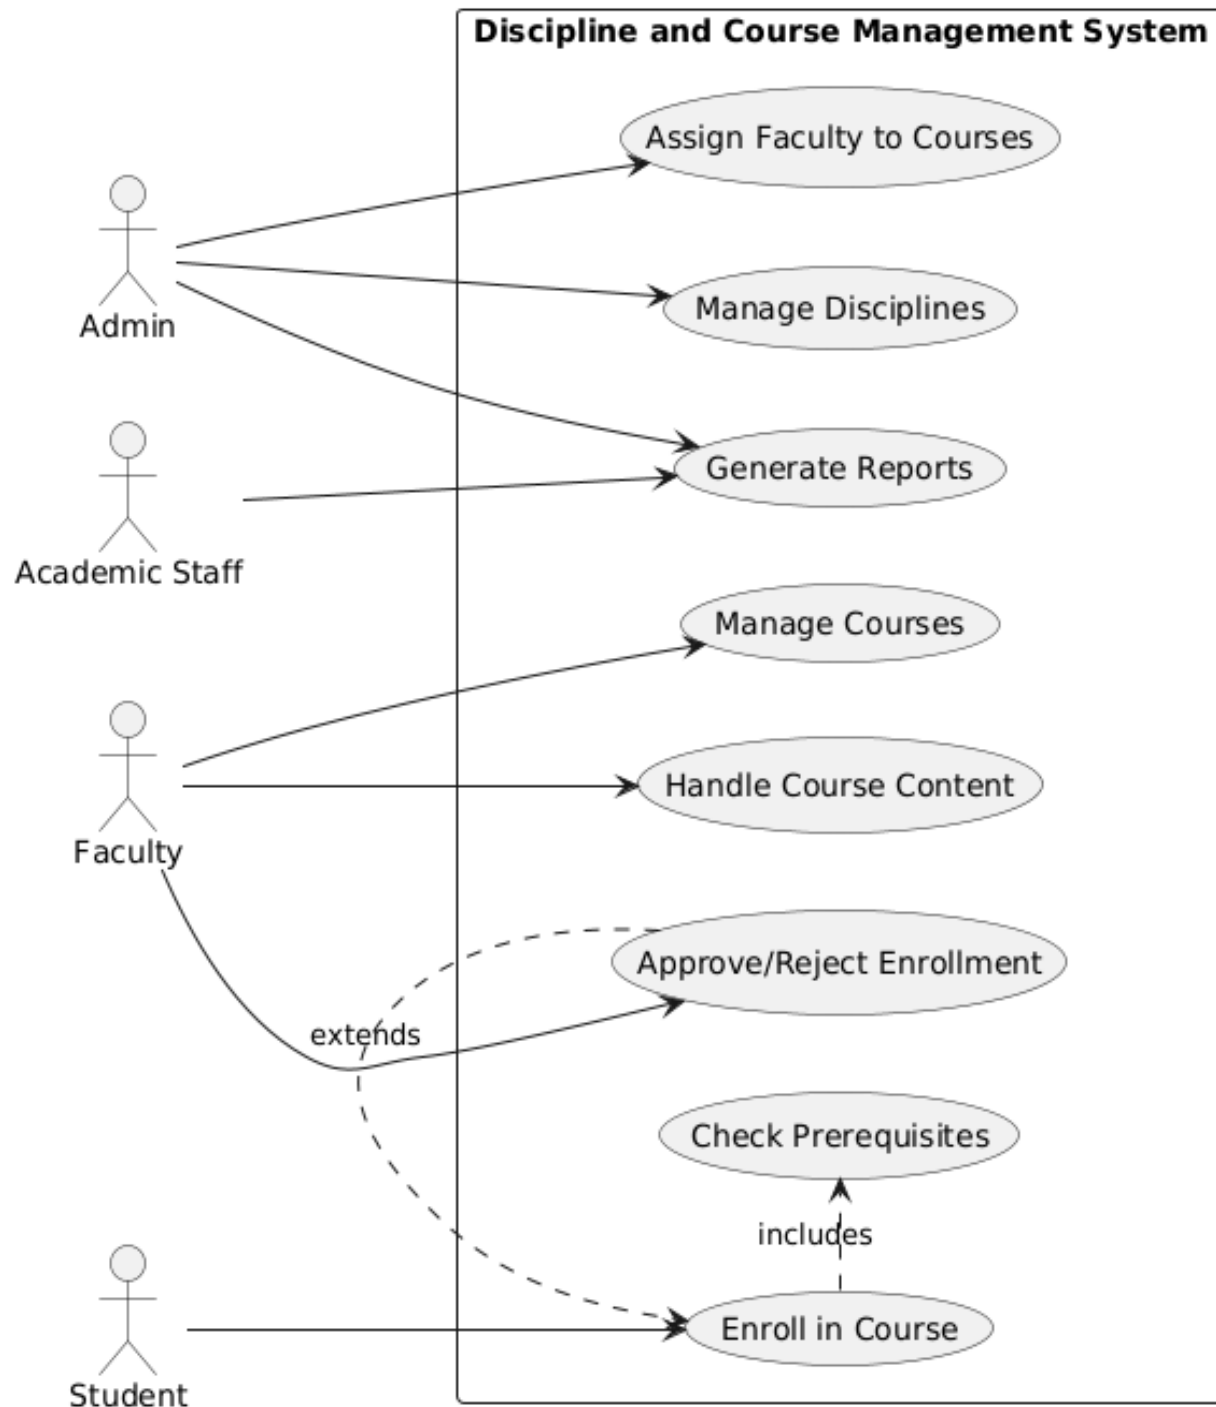 Discipline and Course Management System
Assign Faculty to Courses
Admin
Manage Disciplines
Generate Reports
Academic Staff
Manage Courses
Handle Course Content
Faculty
Approve/Reject Enrollment
extends
Check Prerequisites
includes
Enroll in Course
Student